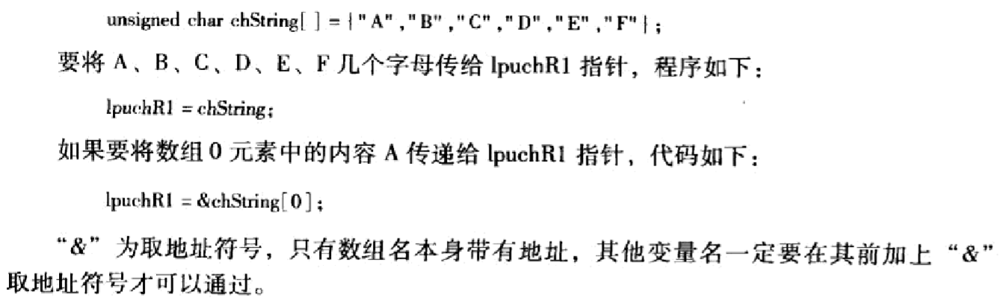 unsigned char chString[ ] = {"A","B","C","D","E","F"};
要将 A、B、C、D、E、F 几个字母传给 lpuchR1 指针，程序如下：
lpuchR1 = chString;
如果要将数组 0 元素中的内容 A 传递给 lpuchR1 指针，代码如下：
lpuchR1 = &chString[0];
“&”为取地址符号，只有数组名本身带有地址，其他变量名一定要在其前加上“&”
取地址符号才可以通过。